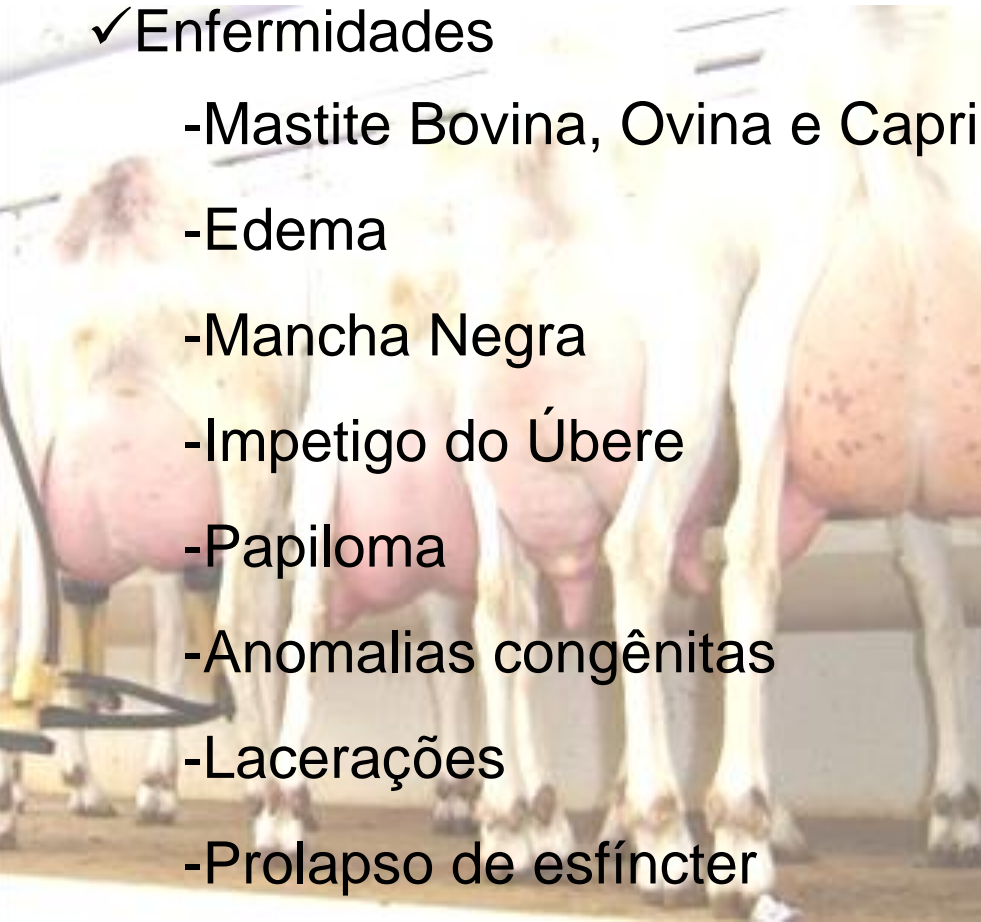 ✓Enfermidades
-Mastite Bovina, Ovina e Capri
-Edema
-Mancha Negra
-Impetigo do Úbere
-Papiloma
-Anomalias congênitas
-Lacerações
-Prolapso de esfíncter